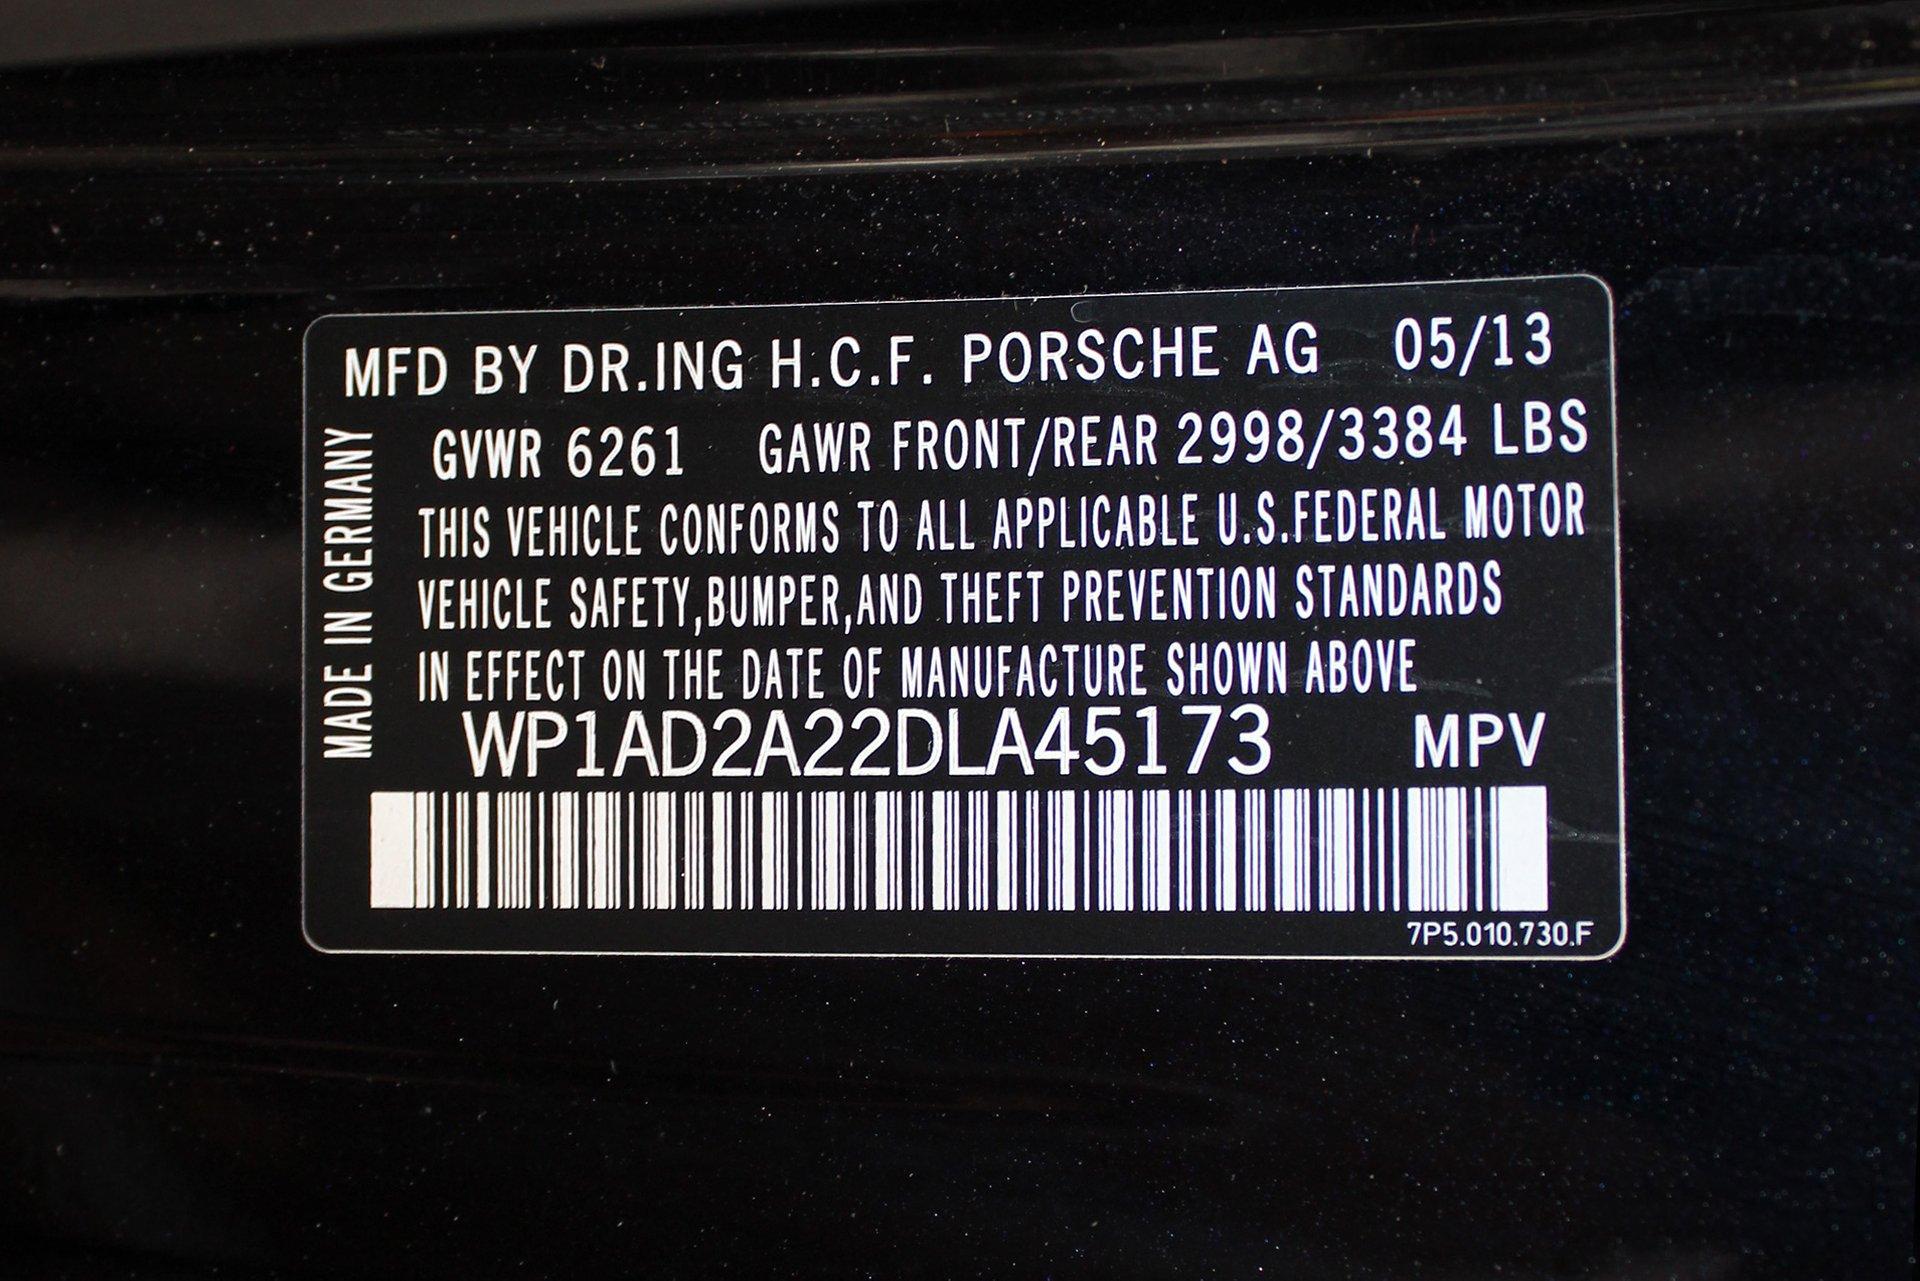 MFD BY DR.ING H.C.F. PORSCHE AG 05/13
GVWR 6261 GAWR FRONT/REAR 2998/3384 LBS
THIS VEHICLE CONFORMS TO ALL APPLICABLE U.S.FEDERAL MOTOR
VEHICLE SAFETY,BUMPER,AND THEFT PREVENTION STANDARDS
IN EFFECT ON THE DATE OF MANUFACTURE SHOWN ABOVE
WP1AD2A22DLA45173 MPV
7P5.010.730.F
MADE IN GERMANY